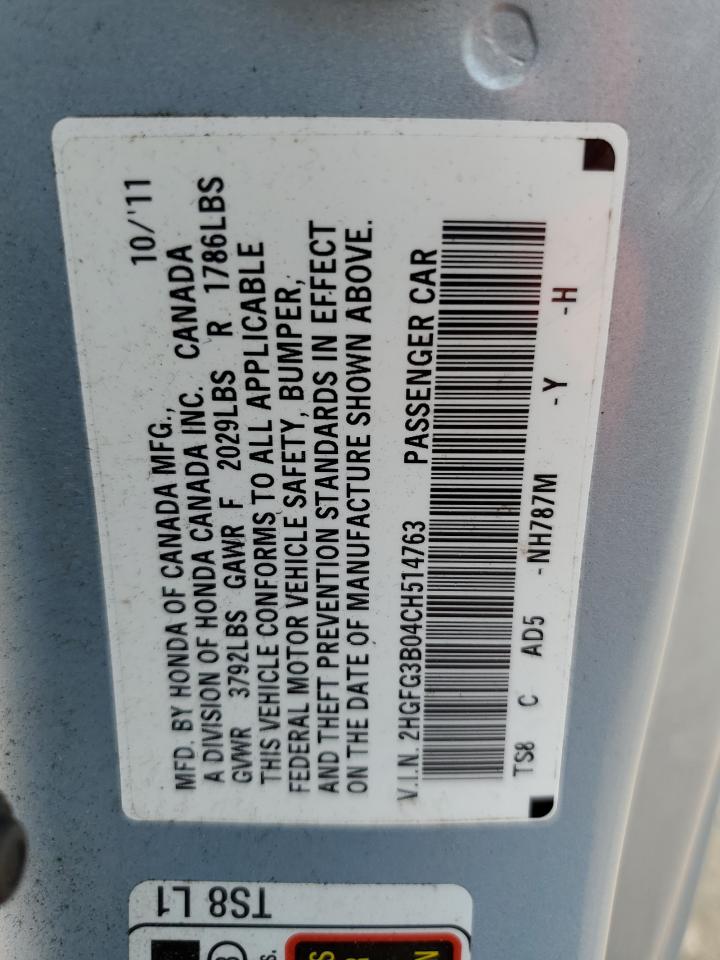 MFD. BY HONDA OF CANADA MFG., 10/'11
A DIVISION OF HONDA CANADA INC. CANADA
GVWR 3792LBS GAWR F 2029LBS R 1786LBS
THIS VEHICLE CONFORMS TO ALL APPLICABLE
FEDERAL MOTOR VEHICLE SAFETY, BUMPER,
AND THEFT PREVENTION STANDARDS IN EFFECT
ON THE DATE OF MANUFACTURE SHOWN ABOVE.
V.I.N. 2HGFG3B04CH514763 PASSENGER CAR
TS8 C AD5 -NH787M -Y -H
TS8 L1